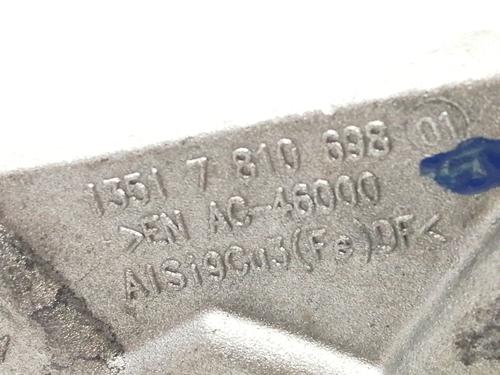 1351 7 810 698 01
>EN AC-46000
AlSi9Cu3(Fe)DF<